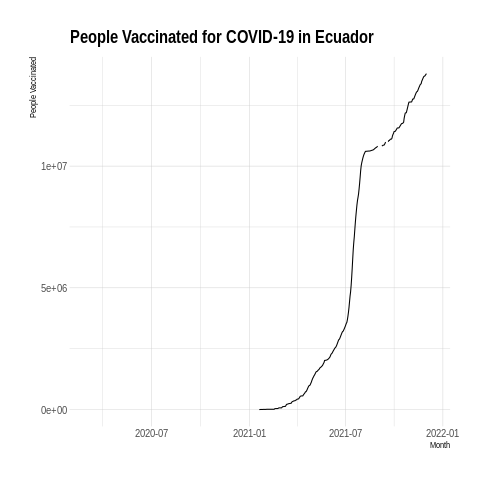 People Vaccinated for COVID-19 in Ecuador
People Vaccinated
1e+07
5e+06
0e+00
2020-07 2021-01 2021-07 2022-01
Month